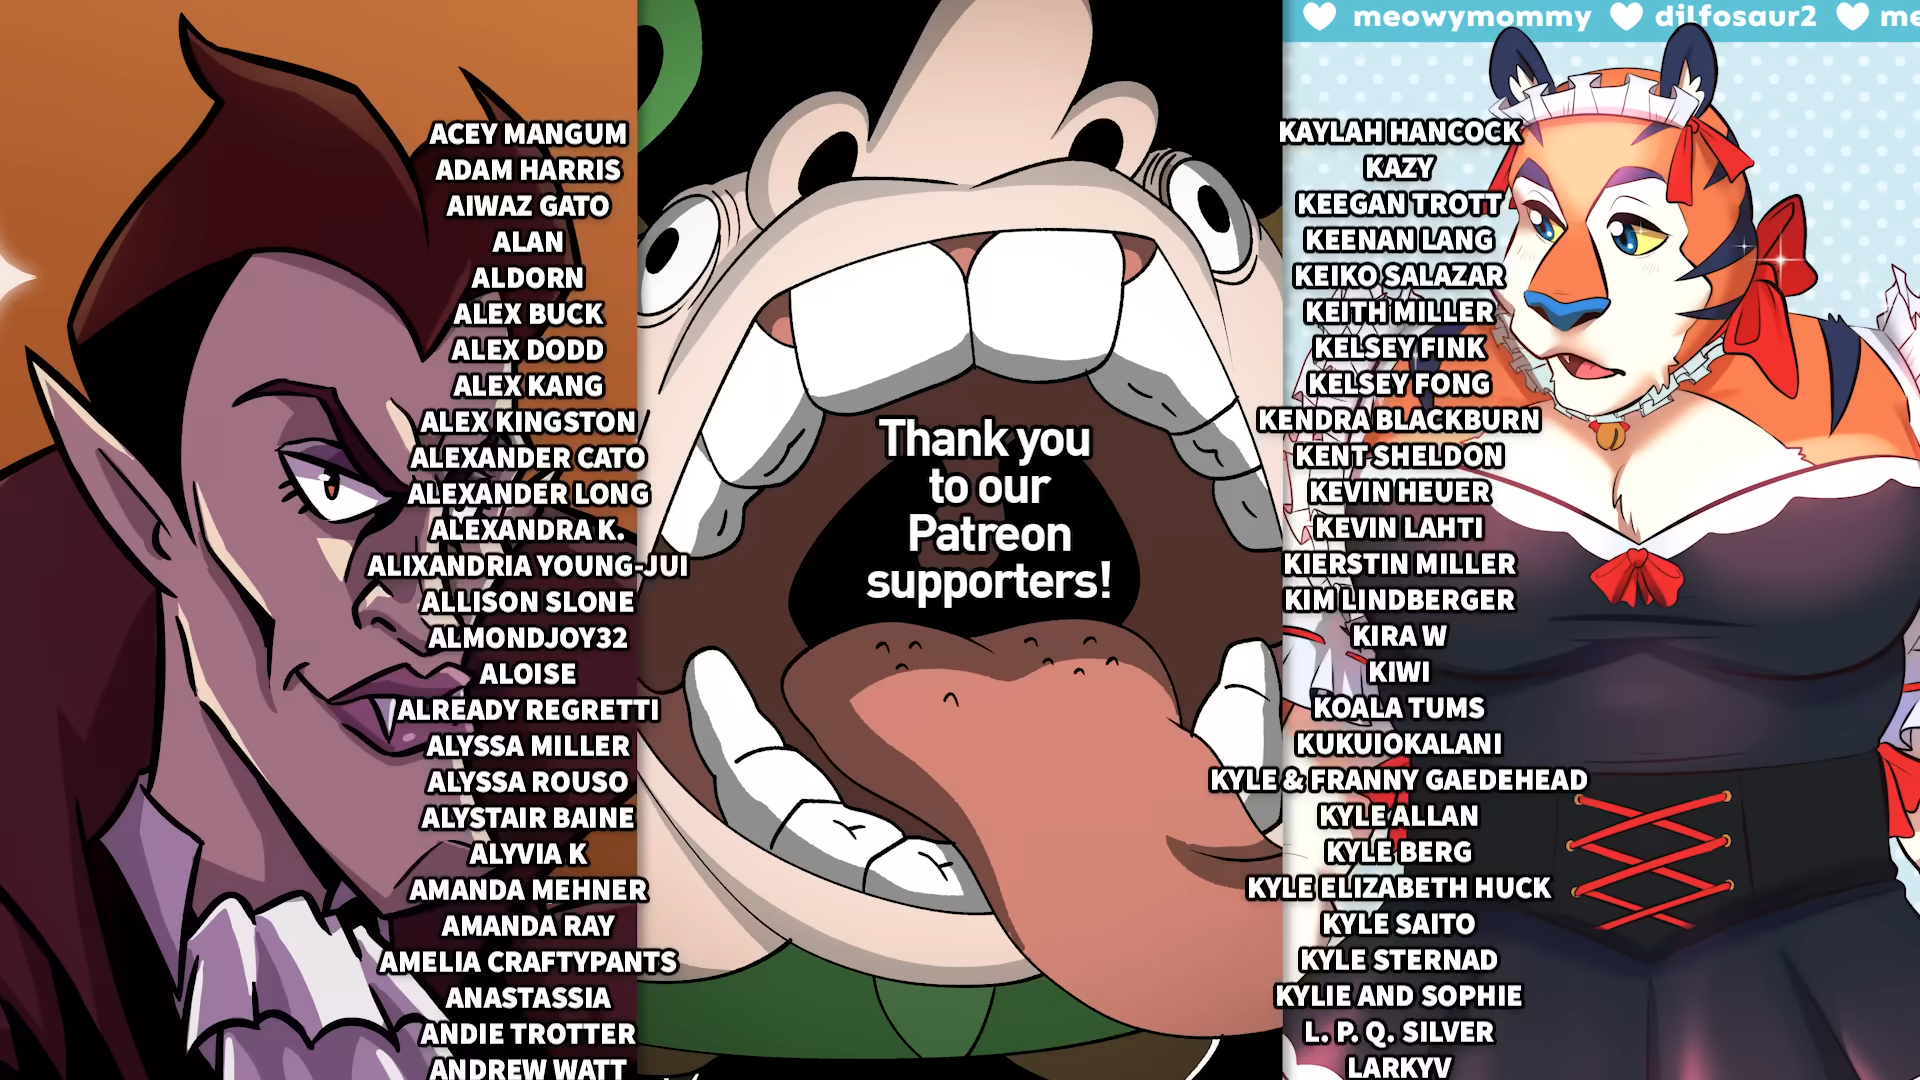 meowymommy dilfosaur2 me
ACEY MANGUM
ADAM HARRIS
AIWAZ GATO
ALAN
ALDORN
ALEX BUCK
ALEX DODD
ALEX KANG
ALEX KINGSTON
ALEXANDER CATO
ALEXANDER LONG
ALEXANDRA K.
ALIXANDRIA YOUNG-JUI
ALLISON SLONE
ALMONDJOY32
ALOISE
ALREADY REGRETTI
ALYSSA MILLER
ALYSSA ROUSO
ALYSTAIR BAINE
ALYVIA K
AMANDA MEHNER
AMANDA RAY
AMELIA CRAFTYPANTS
ANASTASSIA
ANDIE TROTTER
ANDREW WATT
Thank you
to our
Patreon
supporters!
KAYLAH HANCOCK
KAZY
KEEGAN TROTT
KEENAN LANG
KEIKO SALAZAR
KEITH MILLER
KELSEY FINK
KELSEY FONG
KENDRA BLACKBURN
KENT SHELDON
KEVIN HEUER
KEVIN LAHTI
KIERSTIN MILLER
KIM LINDBERGER
KIRA W
KIWI
KOALA TUMS
KUKUIOKALANI
KYLE & FRANNY GAEDEHEAD
KYLE ALLAN
KYLE BERG
KYLE ELIZABETH HUCK
KYLE SAITO
KYLE STERNAD
KYLIE AND SOPHIE
L. P. Q. SILVER
LARKYV